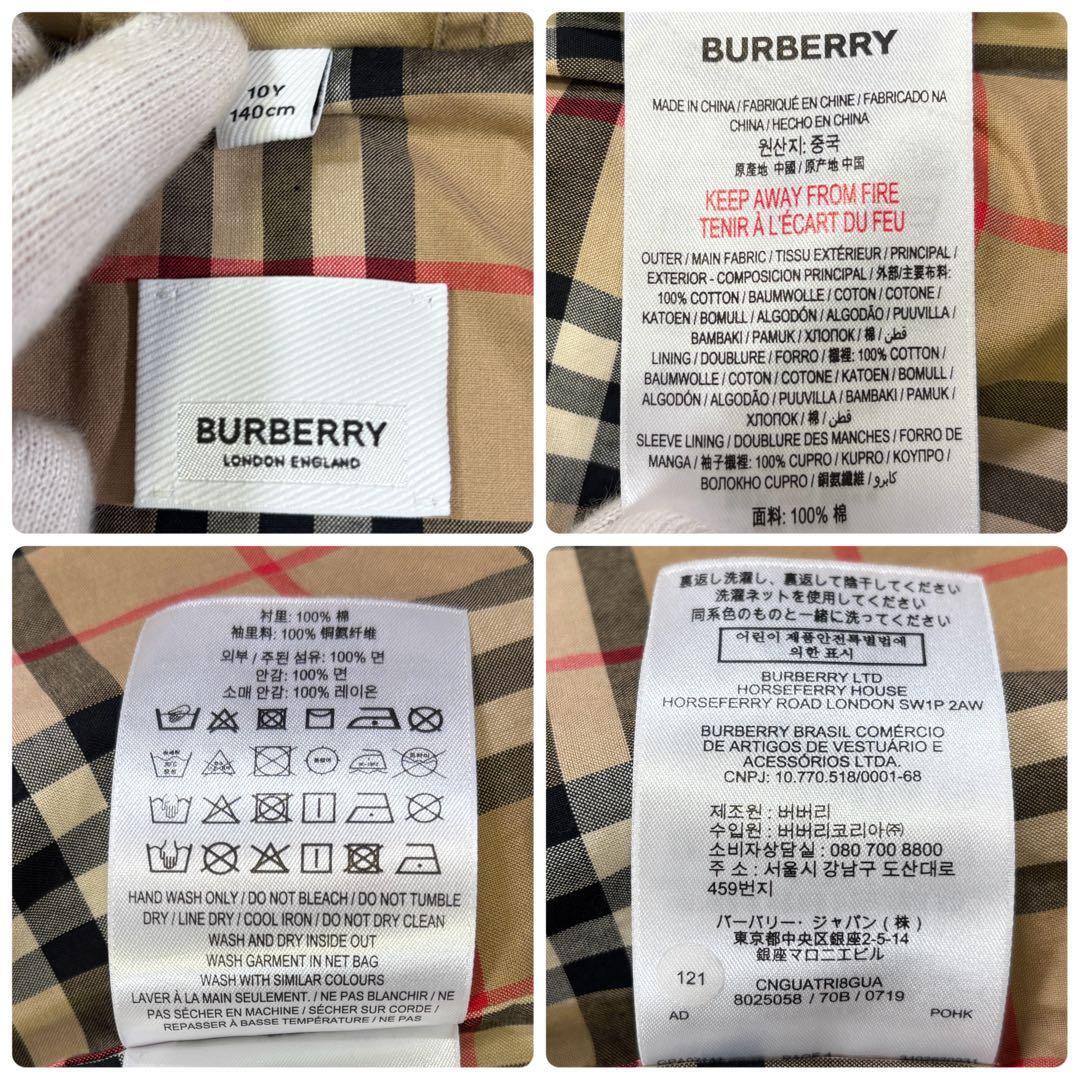 10Y
140cm
BURBERRY
LONDON ENGLAND
BURBERRY
MADE IN CHINA / FABRIQUÉ EN CHINE / FABRICADO NA
CHINA / HECHO EN CHINA
원산지: 중국
原產地 中國 / 原产地 中国
KEEP AWAY FROM FIRE
TENIR À L'ÉCART DU FEU
OUTER / MAIN FABRIC / TISSU EXTÉRIEUR / PRINCIPAL /
EXTERIOR - COMPOSICION PRINCIPAL / 外部/主要布料:
100% COTTON / BAUMWOLLE / COTON / COTONE /
KATOEN / BOMULL / ALGODÓN / ALGODÃO / PUUVILLA /
BAMBAKI / PAMUK / ХЛОПОК / 棉 / قطن /
LINING / DOUBLURE / FORRO / 襯裡: 100% COTTON /
BAUMWOLLE / COTON / COTONE / KATOEN / BOMULL /
ALGODÓN / ALGODÃO / PUUVILLA / BAMBAKI / PAMUK /
ХЛОПОК / 棉 / قطن /
SLEEVE LINING / DOUBLURE DES MANCHES / FORRO DE
MANGA / 袖子襯裡: 100% CUPRO / KUPRO / ΚΟΥΠΡΟ /
ВОЛОКНО CUPRO / 銅氨纖維 / كابرو /
面料: 100% 棉
衬里: 100% 棉
袖里料: 100% 铜氨纤维
외부 / 주된 섬유: 100% 면
안감: 100% 면
소매 안감: 100% 레이온
HAND WASH ONLY / DO NOT BLEACH / DO NOT TUMBLE
DRY / LINE DRY / COOL IRON / DO NOT DRY CLEAN
WASH AND DRY INSIDE OUT
WASH GARMENT IN NET BAG
WASH WITH SIMILAR COLOURS
LAVER À LA MAIN SEULEMENT. / NE PAS BLANCHIR / NE
PAS SÉCHER EN MACHINE / SÉCHER SUR CORDE /
REPASSER À BASSE TEMPÉRATURE / NE PAS
裏返し洗濯し、裏返して陰干してください
洗濯ネットを使用してください
同系色のものと一緒に洗ってください
어린이 제품안전특별법에
의한 표시
BURBERRY LTD
HORSEFERRY HOUSE
HORSEFERRY ROAD LONDON SW1P 2AW
BURBERRY BRASIL COMÉRCIO
DE ARTIGOS DE VESTUÁRIO E
ACESSÓRIOS LTDA.
CNPJ: 10.770.518/0001-68
제조원 : 버버리
수입원 : 버버리코리아㈜
소비자상담실 : 080 700 8800
주 소 : 서울시 강남구 도산대로
459번지
バーバリー・ジャパン（株）
東京都中央区銀座2-5-14
銀座マロニエビル
121
CNGUATRI8GUA
8025058 / 70B / 0719
AD
POHK